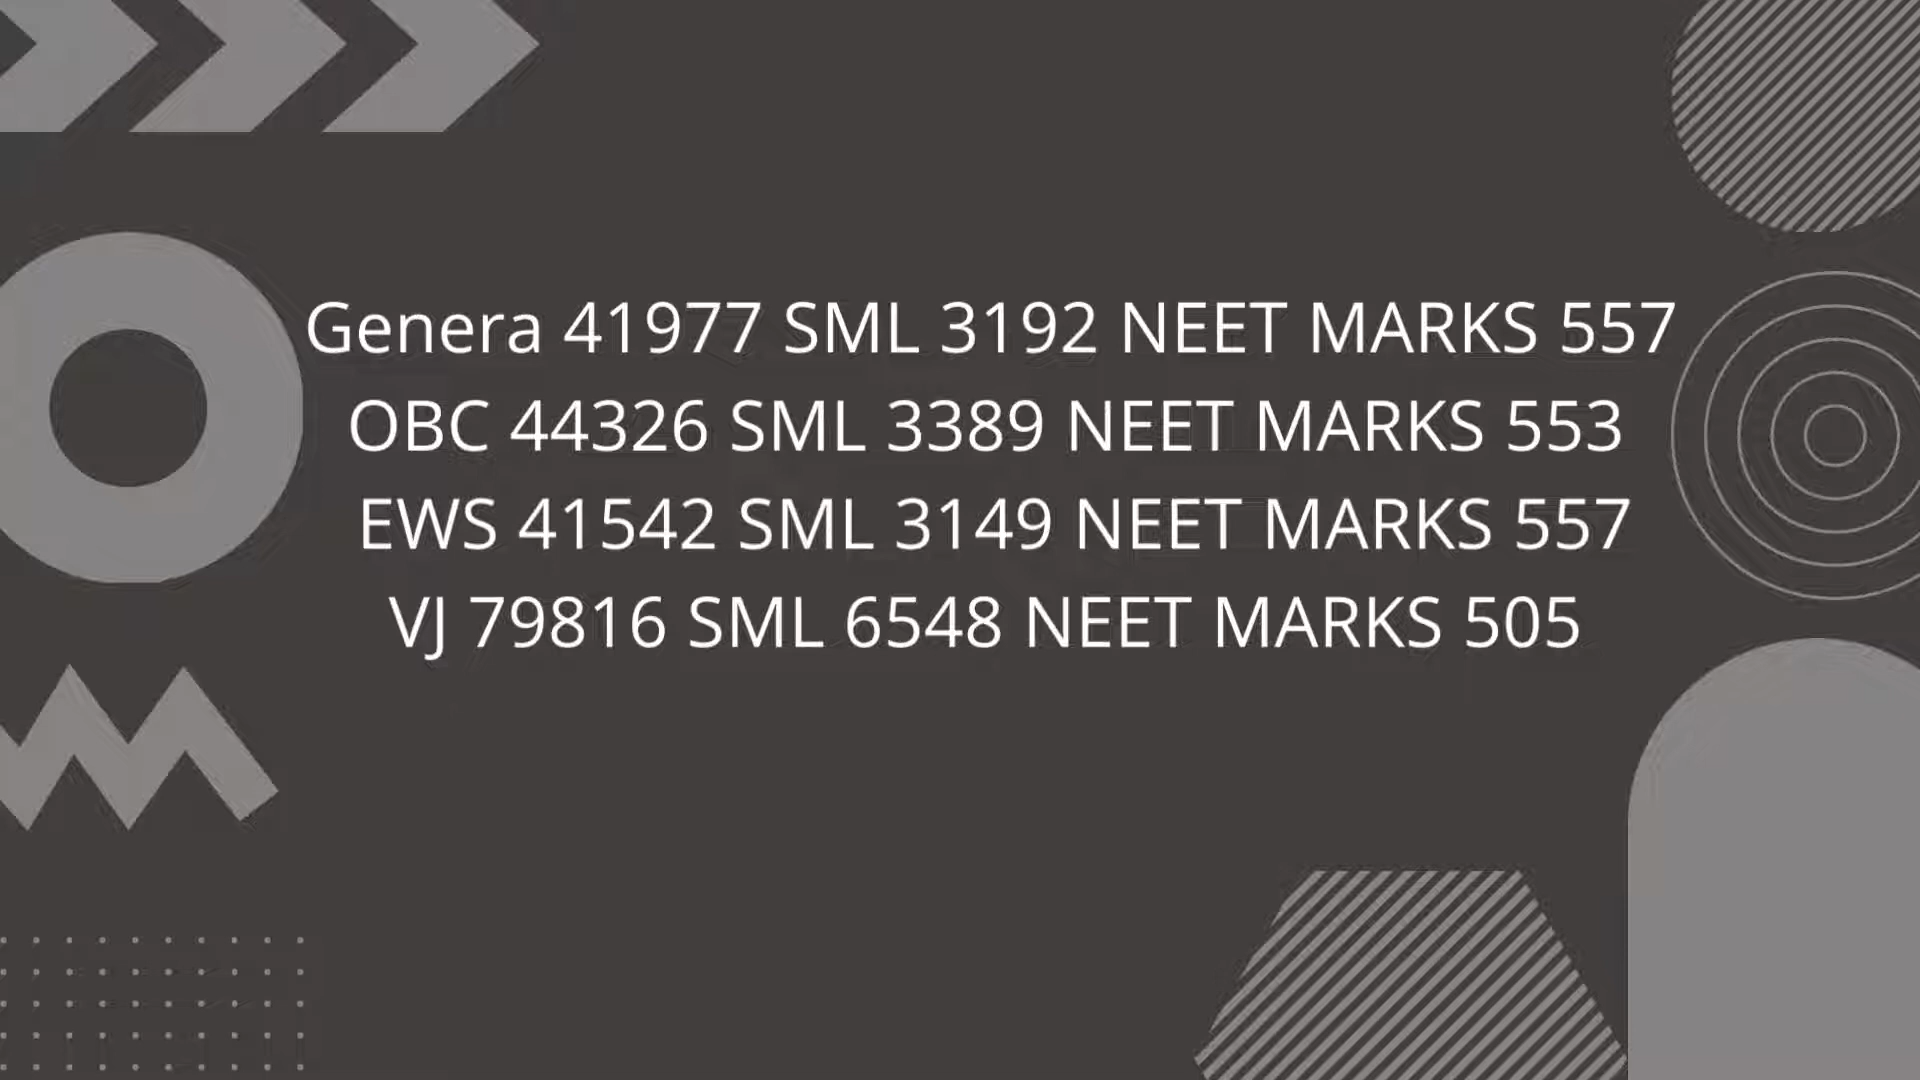 Genera 41977 SML 3192 NEET MARKS 557
OBC 44326 SML 3389 NEET MARKS 553
EWS 41542 SML 3149 NEET MARKS 557
VJ 79816 SML 6548 NEET MARKS 505